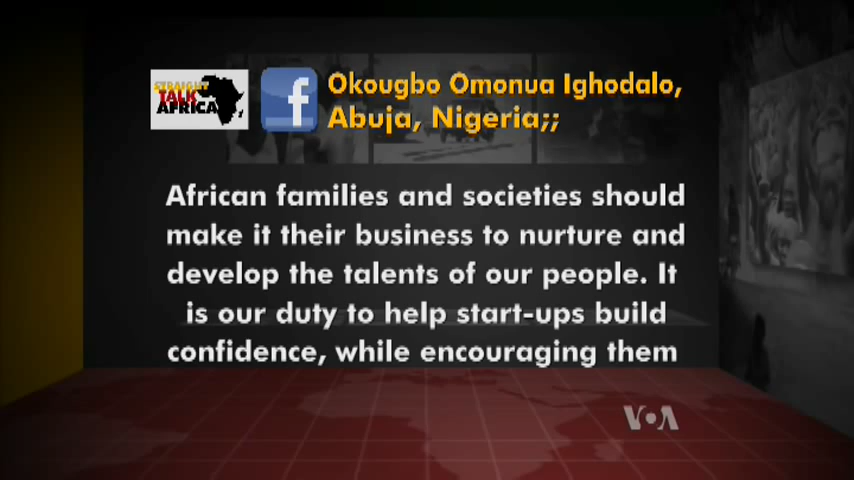 STRAIGHT
TALK
AFRICA
f
Okougbo Omonua Ighodalo,
Abuja, Nigeria;;
African families and societies should
make it their business to nurture and
develop the talents of our people. It
is our duty to help start-ups build
confidence, while encouraging them
VOA